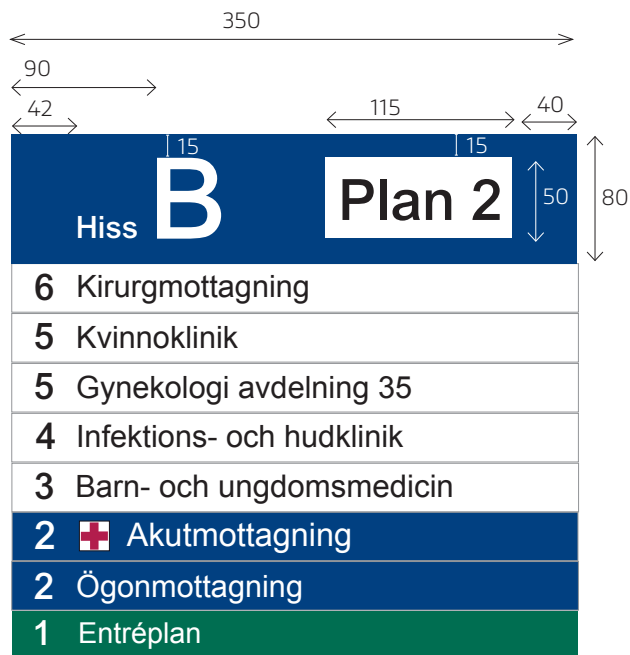 350
90
42
115
40
15
15
Hiss B
Plan 2
50
80
6 Kirurgmottagning
5 Kvinnoklinik
5 Gynekologi avdelning 35
4 Infektions- och hudklinik
3 Barn- och ungdomsmedicin
2 Akutmottagning
2 Ögonmottagning
1 Entréplan